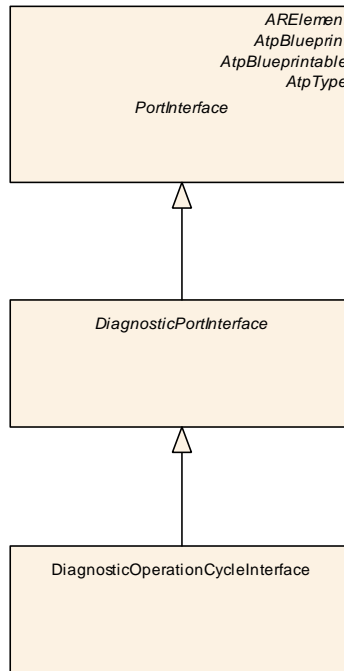 ARElemen
AtpBlueprin
AtpBlueprintable
AtpType
PortInterface
DiagnosticPortInterface
DiagnosticOperationCycleInterface